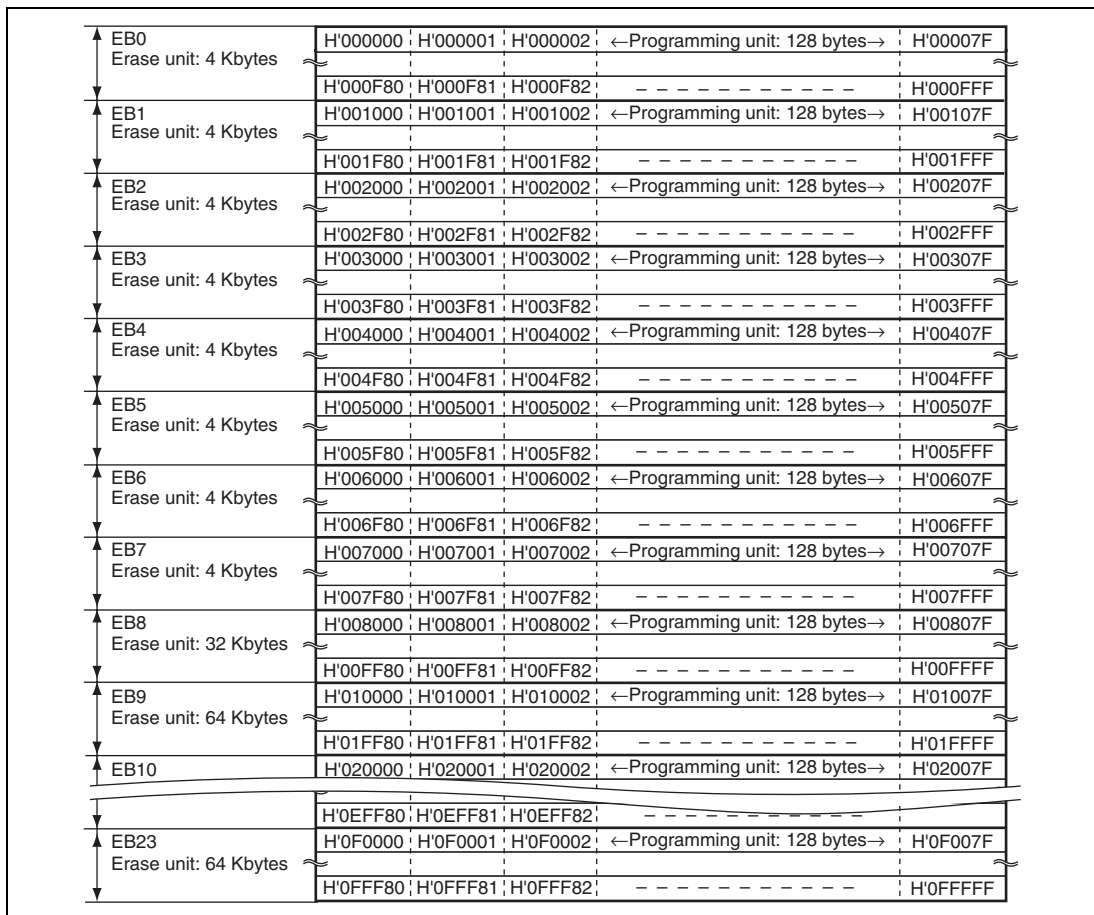 EB0 H'000000 H'000001 H'000002 ←Programming unit: 128 bytes→ H'00007F
Erase unit: 4 Kbytes
H'000F80 H'000F81 H'000F82 – – – – – – – – – – – H'000FFF
EB1 H'001000 H'001001 H'001002 ←Programming unit: 128 bytes→ H'00107F
Erase unit: 4 Kbytes
H'001F80 H'001F81 H'001F82 – – – – – – – – – – – H'001FFF
EB2 H'002000 H'002001 H'002002 ←Programming unit: 128 bytes→ H'00207F
Erase unit: 4 Kbytes
H'002F80 H'002F81 H'002F82 – – – – – – – – – – – H'002FFF
EB3 H'003000 H'003001 H'003002 ←Programming unit: 128 bytes→ H'00307F
Erase unit: 4 Kbytes
H'003F80 H'003F81 H'003F82 – – – – – – – – – – – H'003FFF
EB4 H'004000 H'004001 H'004002 ←Programming unit: 128 bytes→ H'00407F
Erase unit: 4 Kbytes
H'004F80 H'004F81 H'004F82 – – – – – – – – – – – H'004FFF
EB5 H'005000 H'005001 H'005002 ←Programming unit: 128 bytes→ H'00507F
Erase unit: 4 Kbytes
H'005F80 H'005F81 H'005F82 – – – – – – – – – – – H'005FFF
EB6 H'006000 H'006001 H'006002 ←Programming unit: 128 bytes→ H'00607F
Erase unit: 4 Kbytes
H'006F80 H'006F81 H'006F82 – – – – – – – – – – – H'006FFF
EB7 H'007000 H'007001 H'007002 ←Programming unit: 128 bytes→ H'00707F
Erase unit: 4 Kbytes
H'007F80 H'007F81 H'007F82 – – – – – – – – – – – H'007FFF
EB8 H'008000 H'008001 H'008002 ←Programming unit: 128 bytes→ H'00807F
Erase unit: 32 Kbytes
H'00FF80 H'00FF81 H'00FF82 – – – – – – – – – – – H'00FFFF
EB9 H'010000 H'010001 H'010002 ←Programming unit: 128 bytes→ H'01007F
Erase unit: 64 Kbytes
H'01FF80 H'01FF81 H'01FF82 – – – – – – – – – – – H'01FFFF
EB10 H'020000 H'020001 H'020002 ←Programming unit: 128 bytes→ H'02007F
H'0EFF80 H'0EFF81 H'0EFF82 – – – – – – – – – – –
EB23 H'0F0000 H'0F0001 H'0F0002 ←Programming unit: 128 bytes→ H'0F007F
Erase unit: 64 Kbytes
H'0FFF80 H'0FFF81 H'0FFF82 – – – – – – – – – – – H'0FFFFF